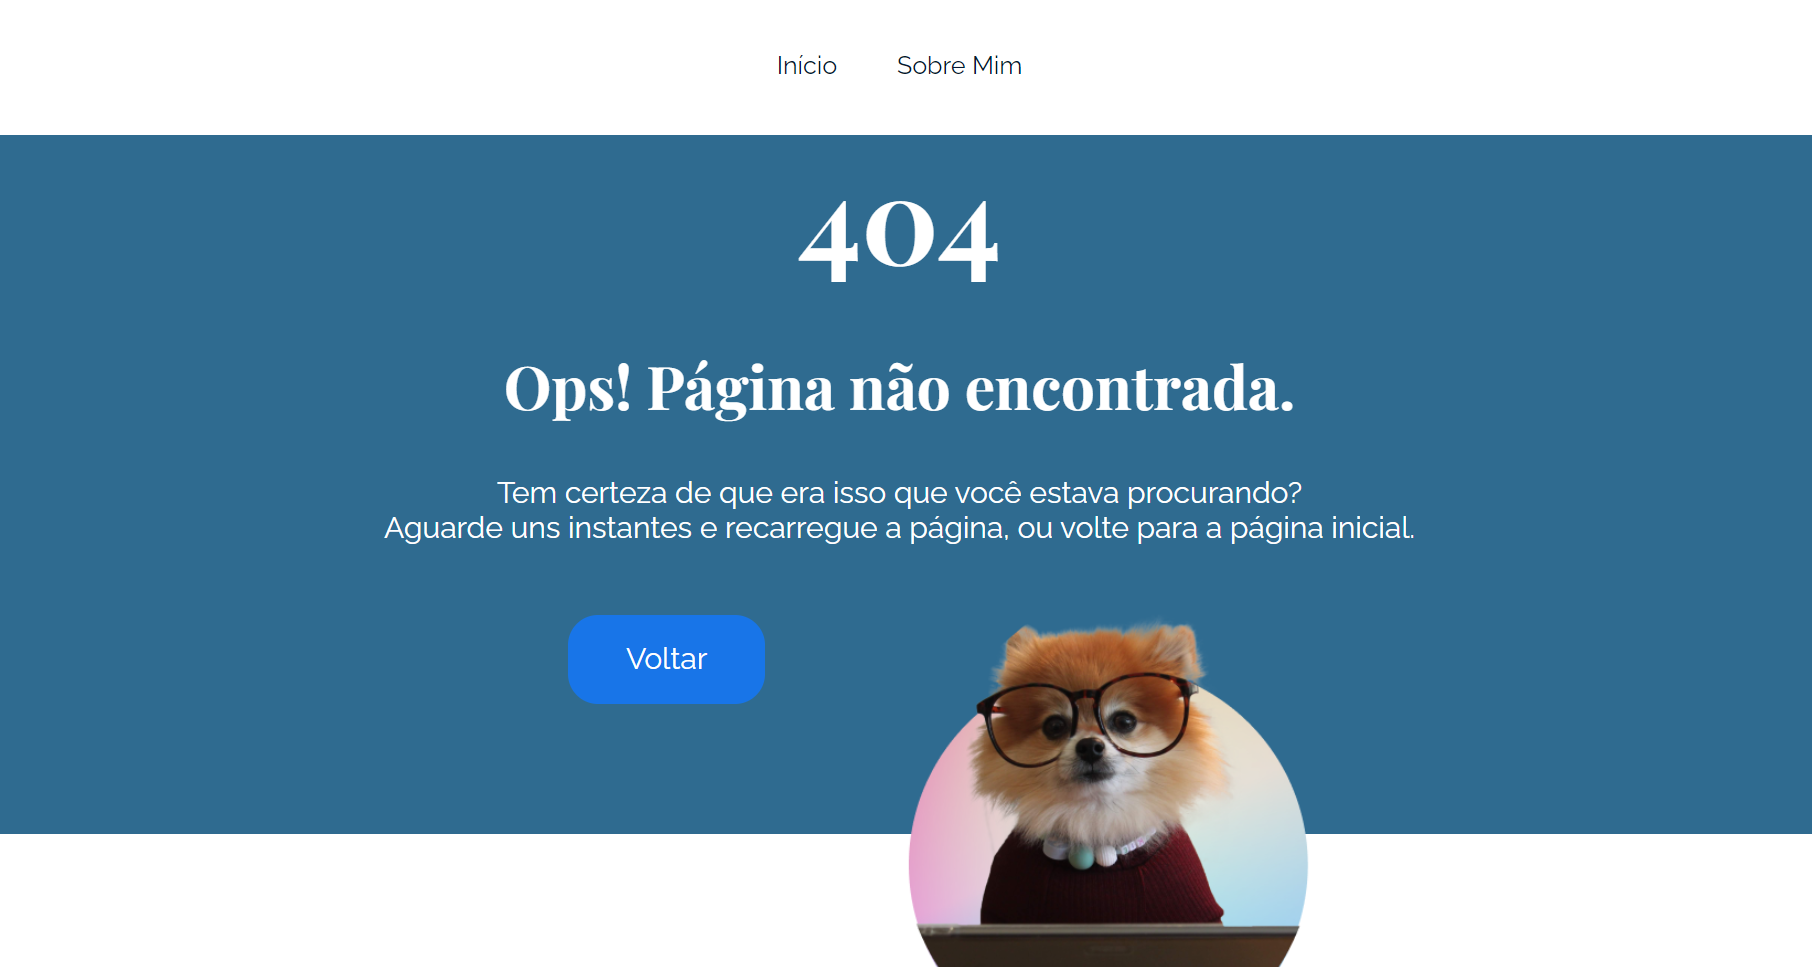 Início Sobre Mim
404
Ops! Página não encontrada.
Tem certeza de que era isso que você estava procurando?
Aguarde uns instantes e recarregue a página, ou volte para a página inicial.
Voltar